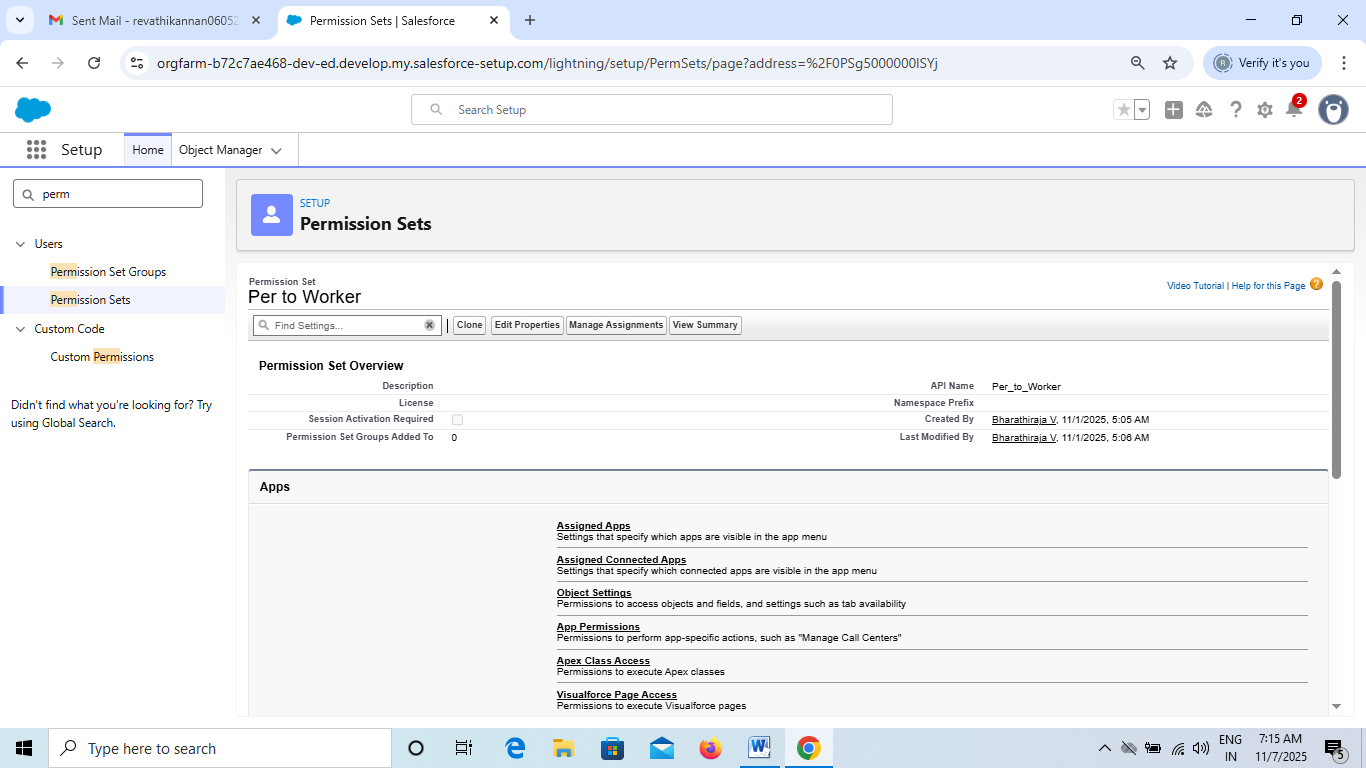 Sent Mail - revathikannan06052
Permission Sets | Salesforce
orgfarm-b72c7ae468-dev-ed.develop.my.salesforce-setup.com/lightning/setup/PermSets/page?address=%2F0PSg5000000lSYj
R
Verify it's you
Search Setup
2
Setup
Home
Object Manager
perm
Users
Permission Set Groups
Permission Sets
Custom Code
Custom Permissions
Didn't find what you're looking for? Try
using Global Search.
SETUP
Permission Sets
Permission Set
Per to Worker
Video Tutorial | Help for this Page ?
Find Settings... | Clone Edit Properties Manage Assignments View Summary
Permission Set Overview
Description API Name Per_to_Worker
License Namespace Prefix
Session Activation Required Created By Bharathiraja V, 11/1/2025, 5:05 AM
Permission Set Groups Added To 0 Last Modified By Bharathiraja V, 11/1/2025, 5:06 AM
Apps
Assigned Apps
Settings that specify which apps are visible in the app menu
Assigned Connected Apps
Settings that specify which connected apps are visible in the app menu
Object Settings
Permissions to access objects and fields, and settings such as tab availability
App Permissions
Permissions to perform app-specific actions, such as "Manage Call Centers"
Apex Class Access
Permissions to execute Apex classes
Visualforce Page Access
Permissions to execute Visualforce pages
Type here to search
ENG
IN
7:15 AM
11/7/2025
5